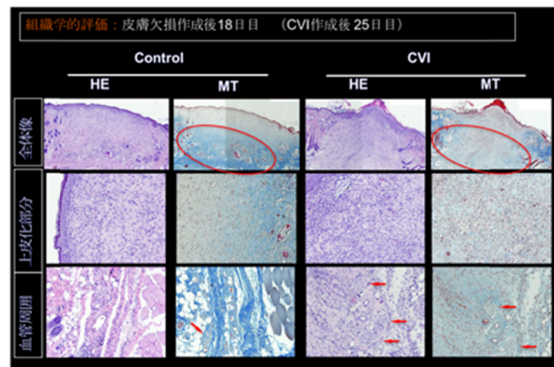 組織学的評価：皮膚欠損作成後18日目　（CVI作成後 25日目）
Control　CVI
HE　MT　HE　MT
全体像
上皮化部分
血管周囲